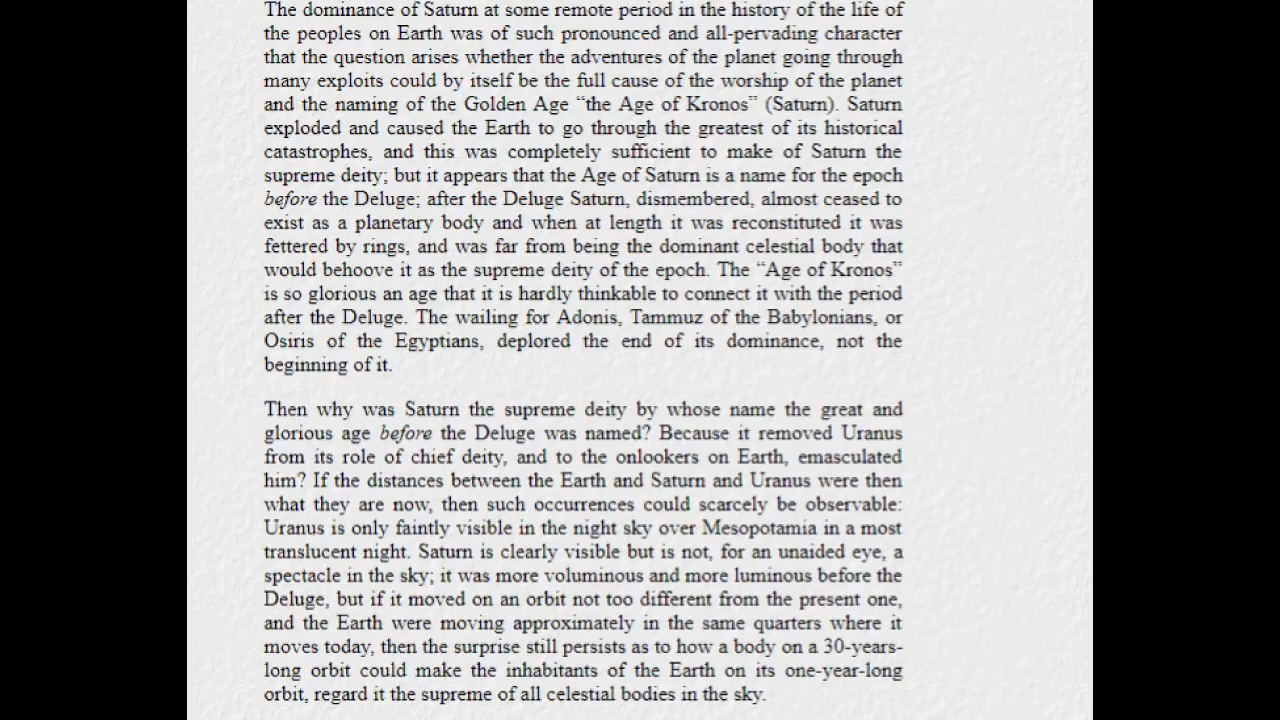 The dominance of Saturn at some remote period in the history of the life of
the peoples on Earth was of such pronounced and all-pervading character
that the question arises whether the adventures of the planet going through
many exploits could by itself be the full cause of the worship of the planet
and the naming of the Golden Age “the Age of Kronos” (Saturn). Saturn
exploded and caused the Earth to go through the greatest of its historical
catastrophes, and this was completely sufficient to make of Saturn the
supreme deity; but it appears that the Age of Saturn is a name for the epoch
before the Deluge; after the Deluge Saturn, dismembered, almost ceased to
exist as a planetary body and when at length it was reconstituted it was
fettered by rings, and was far from being the dominant celestial body that
would behoove it as the supreme deity of the epoch. The “Age of Kronos”
is so glorious an age that it is hardly thinkable to connect it with the period
after the Deluge. The wailing for Adonis, Tammuz of the Babylonians, or
Osiris of the Egyptians, deplored the end of its dominance, not the
beginning of it.
Then why was Saturn the supreme deity by whose name the great and
glorious age before the Deluge was named? Because it removed Uranus
from its role of chief deity, and to the onlookers on Earth, emasculated
him? If the distances between the Earth and Saturn and Uranus were then
what they are now, then such occurrences could scarcely be observable:
Uranus is only faintly visible in the night sky over Mesopotamia in a most
translucent night. Saturn is clearly visible but is not, for an unaided eye, a
spectacle in the sky; it was more voluminous and more luminous before the
Deluge, but if it moved on an orbit not too different from the present one,
and the Earth were moving approximately in the same quarters where it
moves today, then the surprise still persists as to how a body on a 30-years-
long orbit could make the inhabitants of the Earth on its one-year-long
orbit, regard it the supreme of all celestial bodies in the sky.